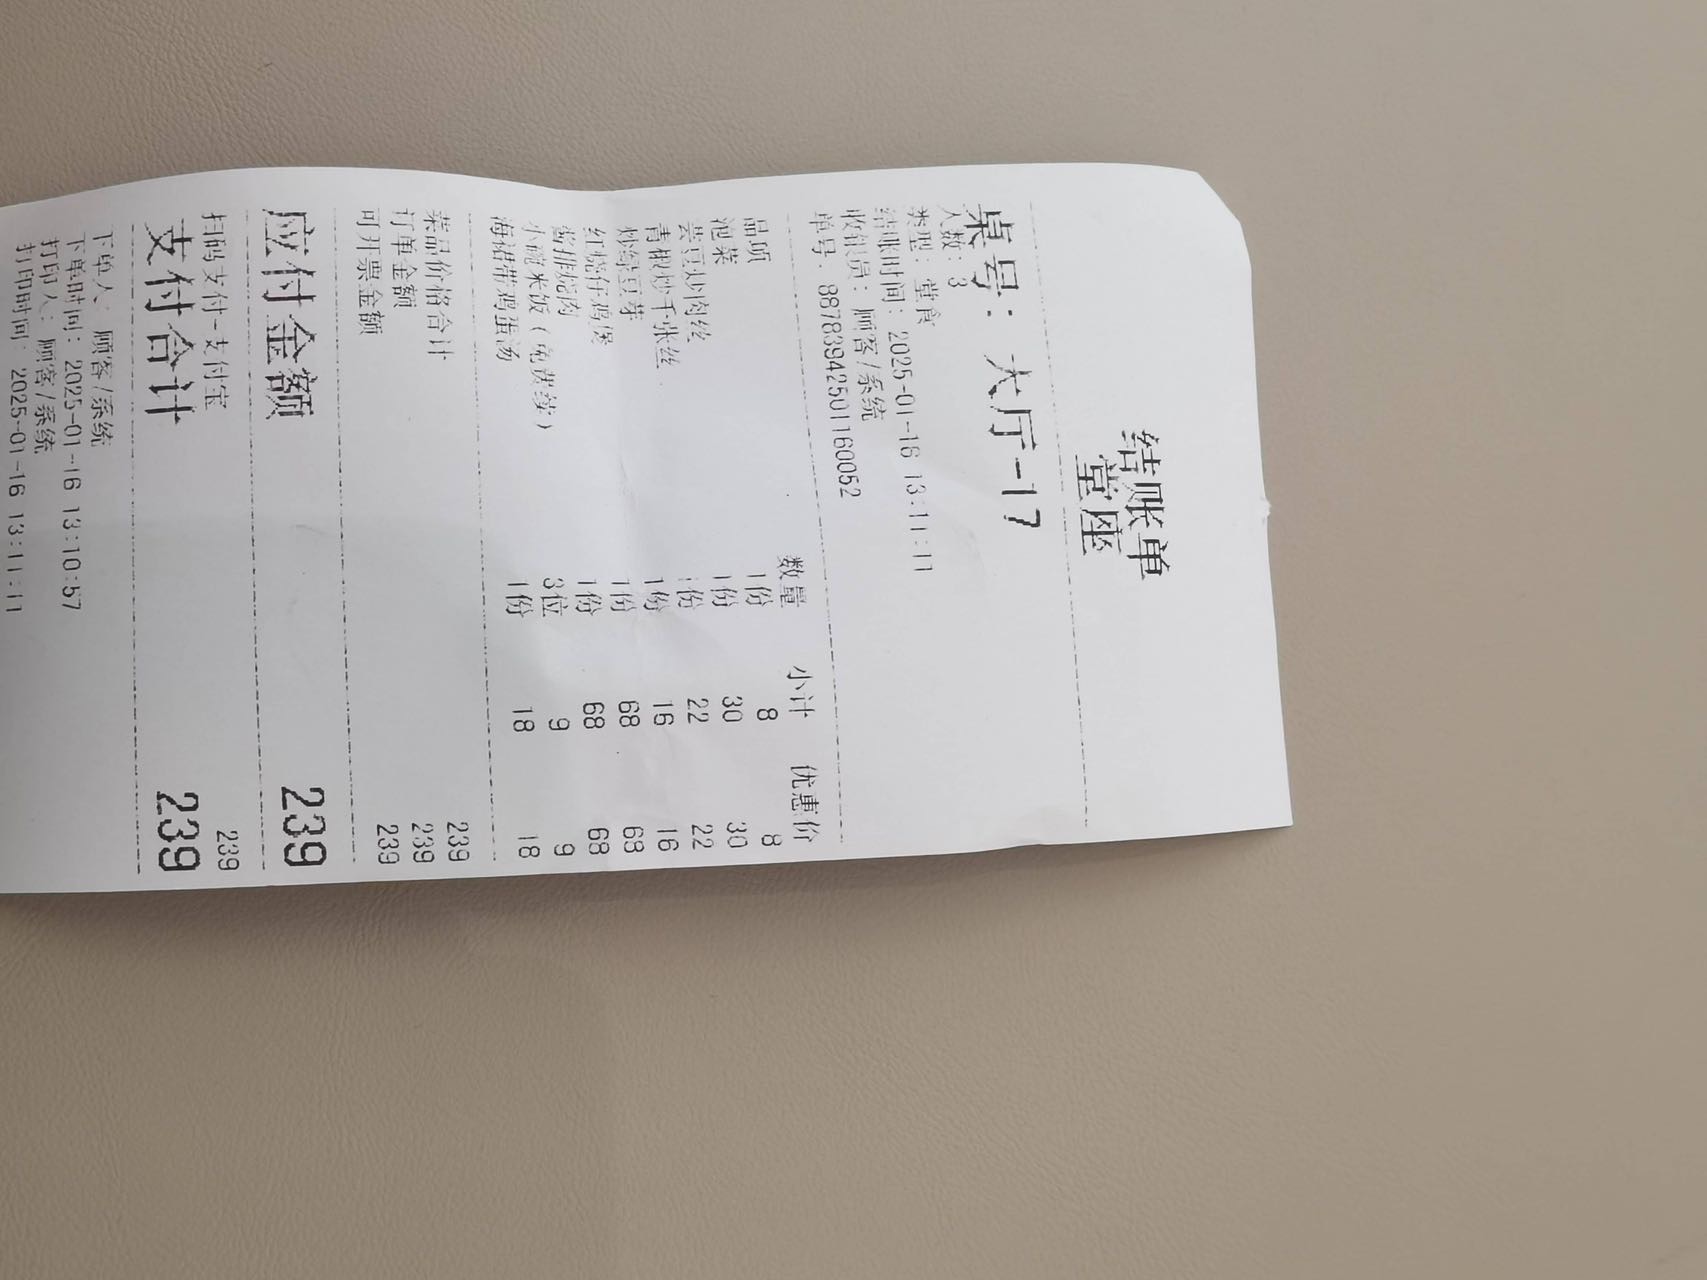 结账单
堂座
桌号: 大厅-17
人数: 3
类型: 堂食
结账时间: 2025-01-16 13:11:11
收银员: 顾客/系统
单号: 88783942501160052
品项 数量 小计 优惠价
泡菜 1份 8 8
芸豆炒肉丝 1份 30 30
青椒炒千张丝 1份 22 22
炒绿豆芽 1份 16 16
红烧仔鸡煲 1份 68 68
酱排烧肉 1份 68 68
小碗米饭(免费续) 3位 9 9
海裙带鸡蛋汤 1份 18 18
菜品价格合计 239
订单金额 239
可开票金额 239
应付金额 239
扫码支付-支付宝 239
支付合计 239
下单人: 顾客/系统
下单时间: 2025-01-16 13:10:57
打印人: 顾客/系统
打印时间: 2025-01-16 13:11:11